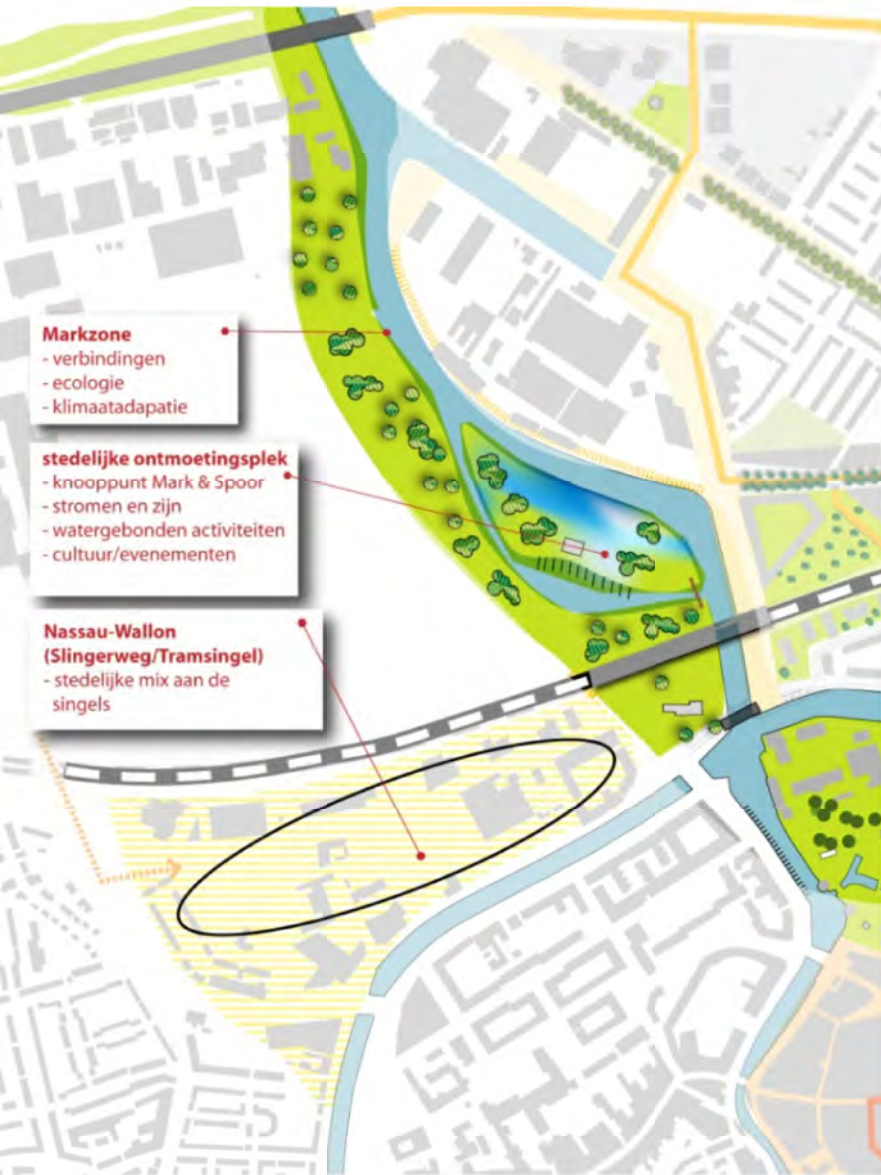 Markzone
- verbindingen
- ecologie
- klimaatadapatie
stedelijke ontmoetingsplek
- knooppunt Mark & Spoor
- stromen en zijn
- watergebonden activiteiten
- cultuur/evenementen
Nassau-Wallon
(Slingerweg/Tramsingel)
- stedelijke mix aan de
singels